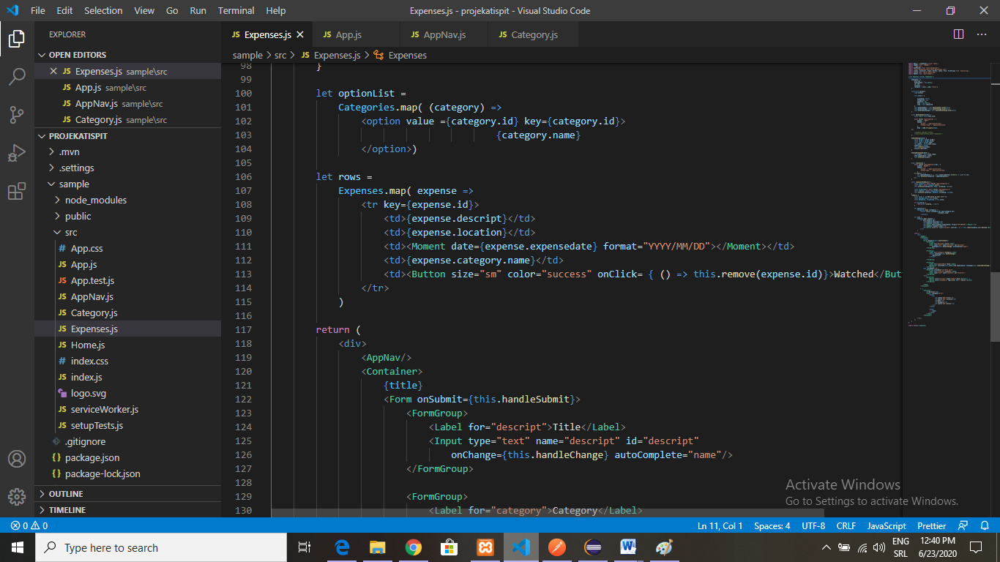 File Edit Selection View Go Run Terminal Help
Expenses.js - projekatispit - Visual Studio Code
EXPLORER
OPEN EDITORS
JS Expenses.js sample\src
JS App.js sample\src
JS AppNav.js sample\src
JS Category.js sample\src
PROJEKATISPIT
.mvn
.settings
sample
node_modules
public
src
# App.css
JS App.js
JS App.test.js
JS AppNav.js
JS Category.js
JS Expenses.js
JS Home.js
# index.css
JS index.js
logo.svg
JS serviceWorker.js
JS setupTests.js
.gitignore
{} package.json
{} package-lock.json
OUTLINE
TIMELINE
JS Expenses.js JS App.js JS AppNav.js JS Category.js
sample > src > JS Expenses.js > Expenses
98 }
99
100 let optionList =
101 Categories.map( (category) =>
102 <option value ={category.id} key={category.id}>
103 {category.name}
104 </option>)
105
106 let rows =
107 Expenses.map( expense =>
108 <tr key={expense.id}>
109 <td>{expense.descript}</td>
110 <td>{expense.location}</td>
111 <td><Moment date={expense.expensedate} format="YYYY/MM/DD"></Moment></td>
112 <td>{expense.category.name}</td>
113 <td><Button size="sm" color="success" onClick= { () => this.remove(expense.id)}>Watched</But
114 </tr>
115 )
116
117 return (
118 <div>
119 <AppNav/>
120 <Container>
121 {title}
122 <Form onSubmit={this.handleSubmit}>
123 <FormGroup>
124 <Label for="descript">Title</Label>
125 <Input type="text" name="descript" id="descript"
126 onChange={this.handleChange} autoComplete="name"/>
127 </FormGroup>
128
129 <FormGroup>
130 <Label for="category">Category</Label>
Activate Windows
Go to Settings to activate Windows.
0 0
Ln 11, Col 1 Spaces: 4 UTF-8 CRLF JavaScript Prettier
Type here to search
ENG
SRL
12:40 PM
6/23/2020